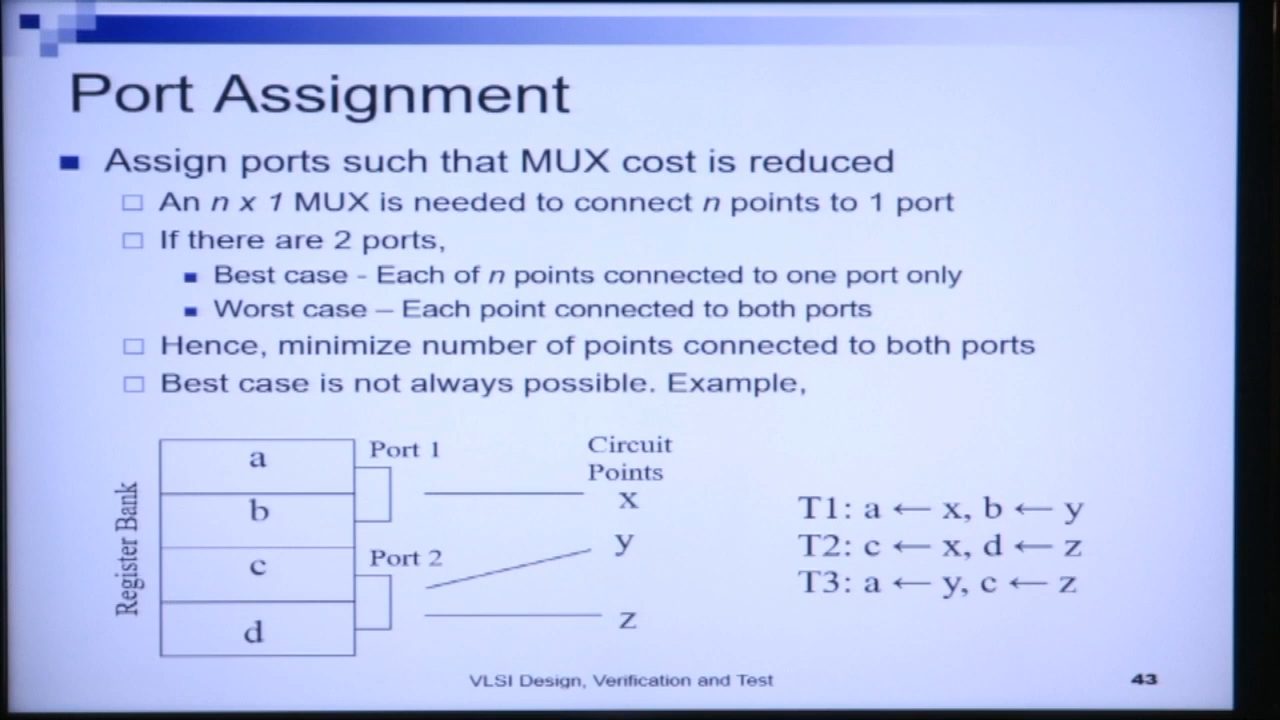 Port Assignment
Assign ports such that MUX cost is reduced
An n x 1 MUX is needed to connect n points to 1 port
If there are 2 ports,
Best case - Each of n points connected to one port only
Worst case – Each point connected to both ports
Hence, minimize number of points connected to both ports
Best case is not always possible. Example,
Register Bank
a
b
c
d
Port 1
Port 2
Circuit
Points
x
y
z
T1: a ← x, b ← y
T2: c ← x, d ← z
T3: a ← y, c ← z
VLSI Design, Verification and Test
43